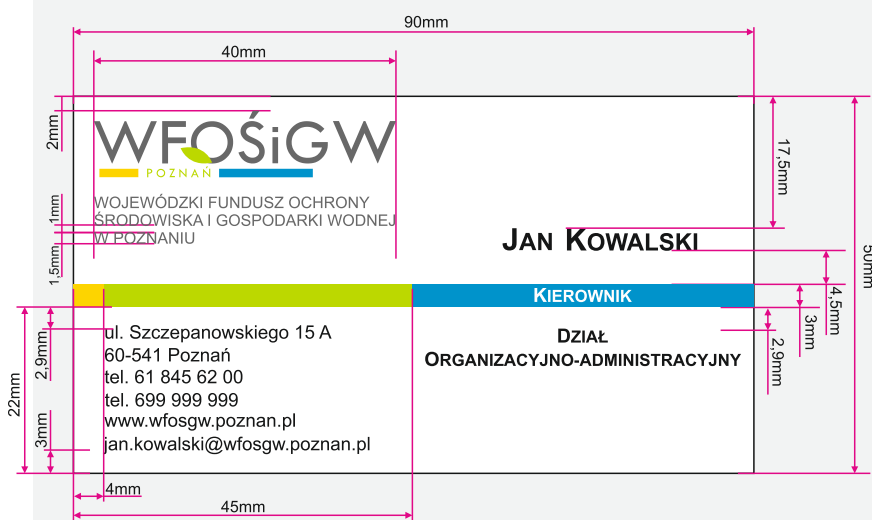 90mm
40mm
2mm
WFOŚiGW
POZNAŃ
17,5mm
WOJEWÓDZKI FUNDUSZ OCHRONY
ŚRODOWISKA I GOSPODARKI WODNEJ
W POZNANIU
1mm
1,5mm
JAN KOWALSKI
50mm
KIEROWNIK
4,5mm
3mm
2,9mm
ul. Szczepanowskiego 15 A
60-541 Poznań
tel. 61 845 62 00
tel. 699 999 999
www.wfosgw.poznan.pl
jan.kowalski@wfosgw.poznan.pl
DZIAŁ
ORGANIZACYJNO-ADMINISTRACYJNY
2,9mm
22mm
3mm
4mm
45mm